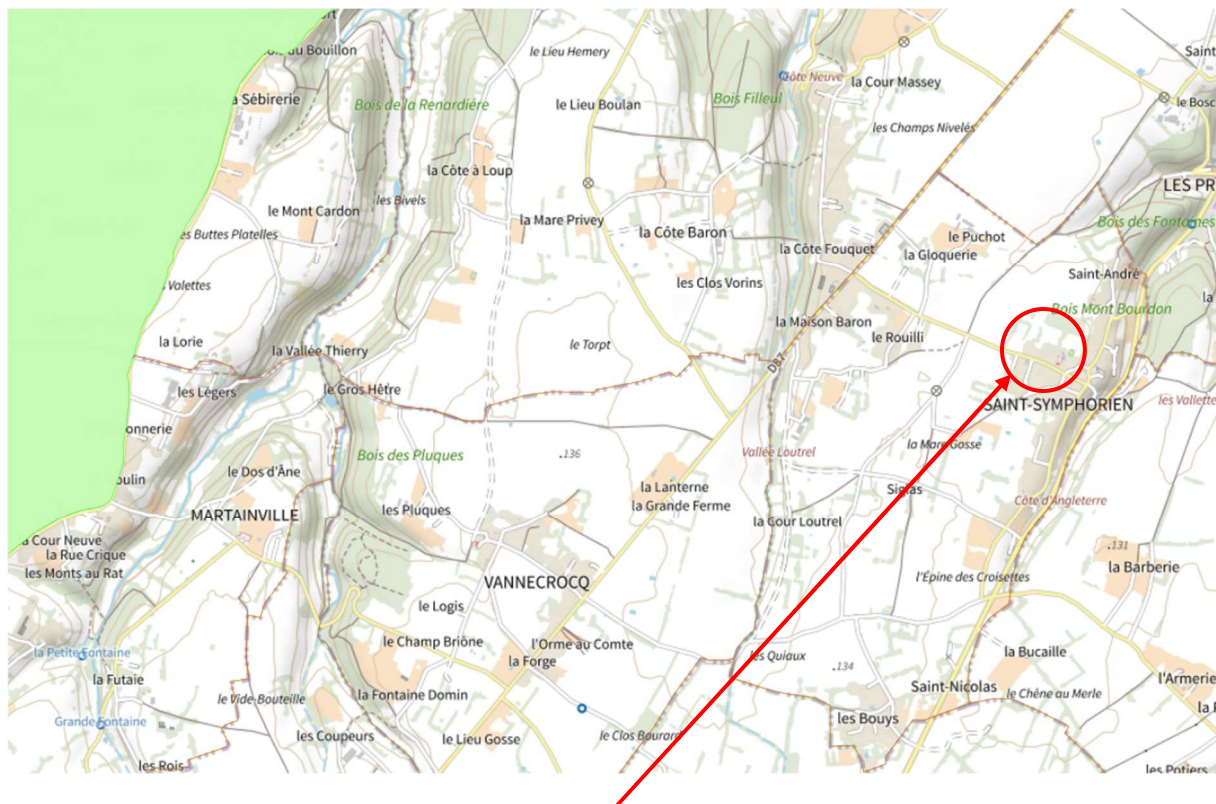 Bouillon
le Lieu Hemery
Côte Neuve
la Cour Massey
Saint
la Sébirerie
Bois de la Renardière
le Lieu Boulan
Bois Filleul
le Bosc
les Champs Nivelés
la Côte à Loup
LES PR
le Mont Cardon
les Bivels
la Mare Privey
la Côte Baron
Bois des Fontaines
les Buttes Platelles
la Côte Fouquet
le Puchot
la Gloquerie
Saint-André
Valettes
les Clos Vorins
la
Bois Mont Bourdon
la Maison Baron
le Rouilli
la Lorie
la Vallée Thierry
le Torpt
D87
les Légers
le Gros Hêtre
SAINT-SYMPHORIEN
les Vallette
onnerie
la Mare Gosse
Bois des Pluques
.136
Vallée Loutrel
le Dos d'Âne
oulin
la Lanterne
Siglas
les Pluques
la Grande Ferme
Côte d'Angleterre
MARTAINVILLE
la Cour Loutrel
la Cour Neuve
la Rue Crique
.131
les Monts au Rat
VANNECROCQ
l'Épine des Croisettes
la Barberie
le Logis
le Champ Briône
l'Orme au Comte
la Petite Fontaine
la Forge
les Quiaux
.134
la Bucaille
la Futaie
le Vide-Bouteille
la Fontaine Domin
Saint-Nicolas
le Chêne au Merle
l'Armerie
la
Grande Fontaine
les Coupeurs
le Lieu Gosse
le Clos Bourard
les Bouys
les Rois
les Potiers